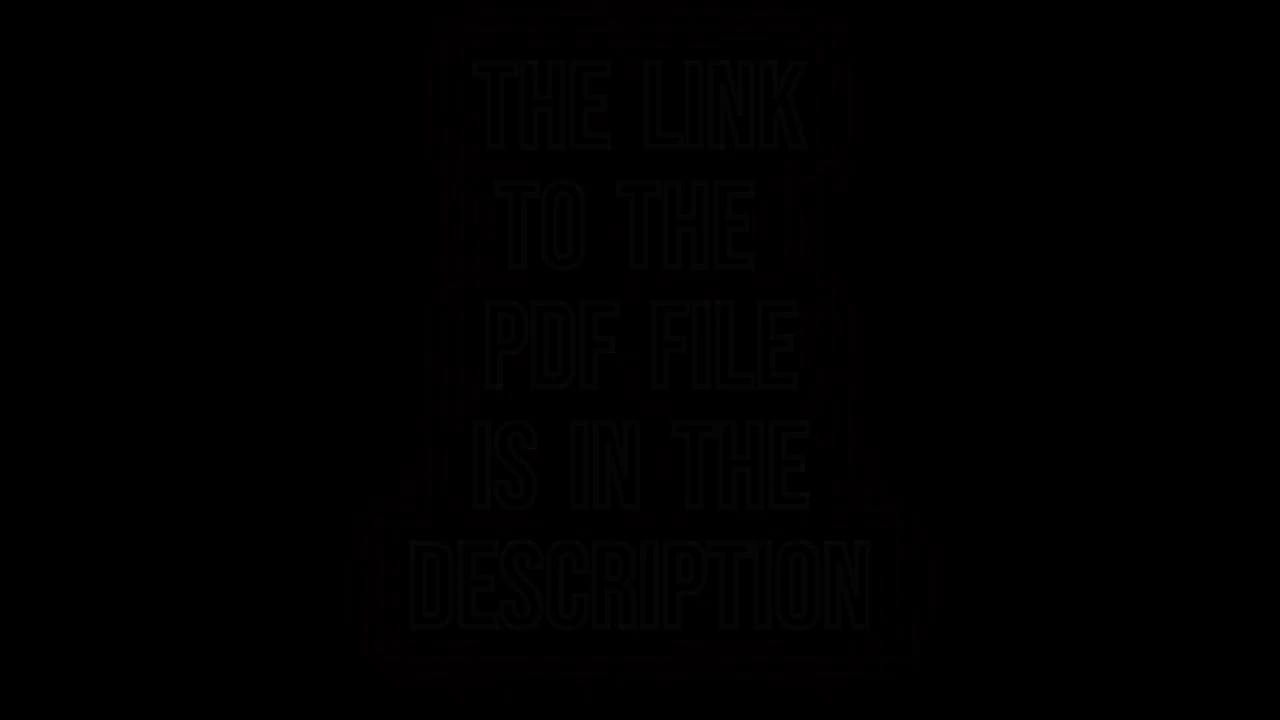 THE LINK
TO THE
PDF FILE
IS IN THE
DESCRIPTION